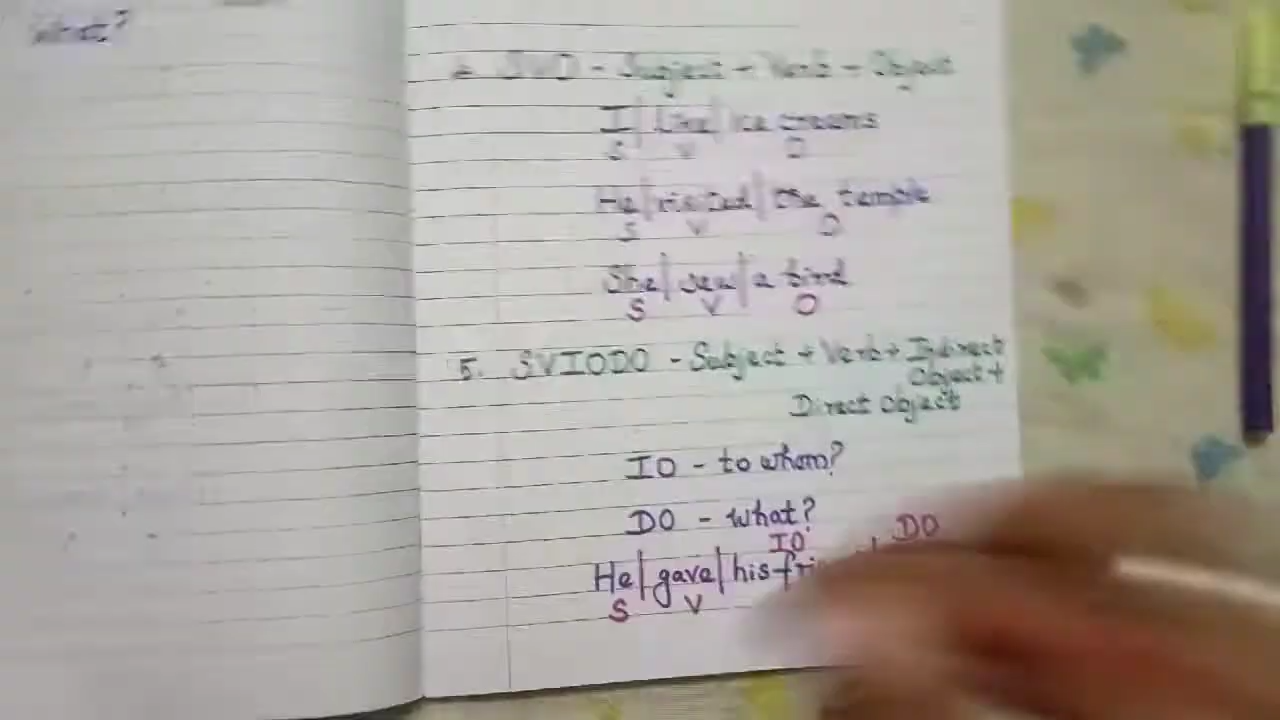 What?
SVO - Subject + Verb + Object
I | like | ice creams
S V O
He | visited | the temple
S V O
She | saw | a bird
S V O
5. SVIODO - Subject + Verb + Indirect
Object +
Direct Object
IO - to whom?
DO - what?
IO DO
He | gave | his
S V